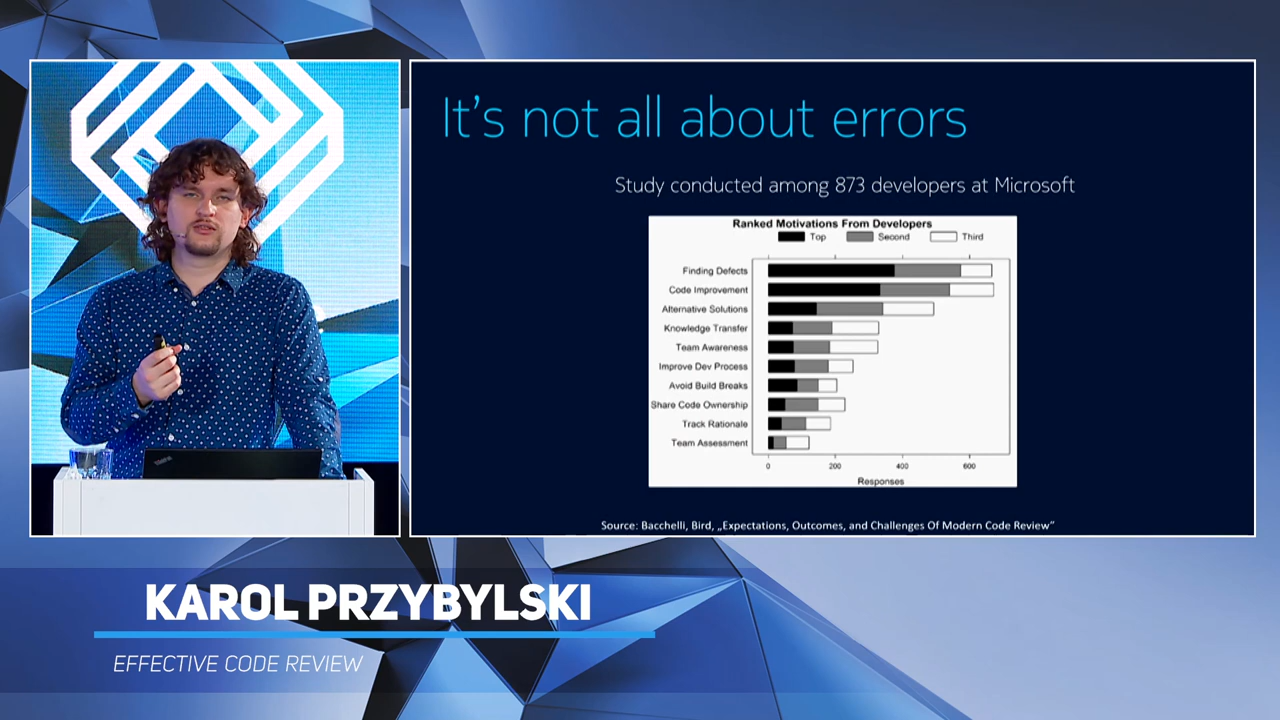 It's not all about errors
Study conducted among 873 developers at Microsoft
Ranked Motivations From Developers
Top Second Third
Finding Defects
Code Improvement
Alternative Solutions
Knowledge Transfer
Team Awareness
Improve Dev Process
Avoid Build Breaks
Share Code Ownership
Track Rationale
Team Assessment
0 200 400 600
Responses
Source: Bacchelli, Bird, „Expectations, Outcomes, and Challenges Of Modern Code Review”
KAROL PRZYBYLSKI
EFFECTIVE CODE REVIEW